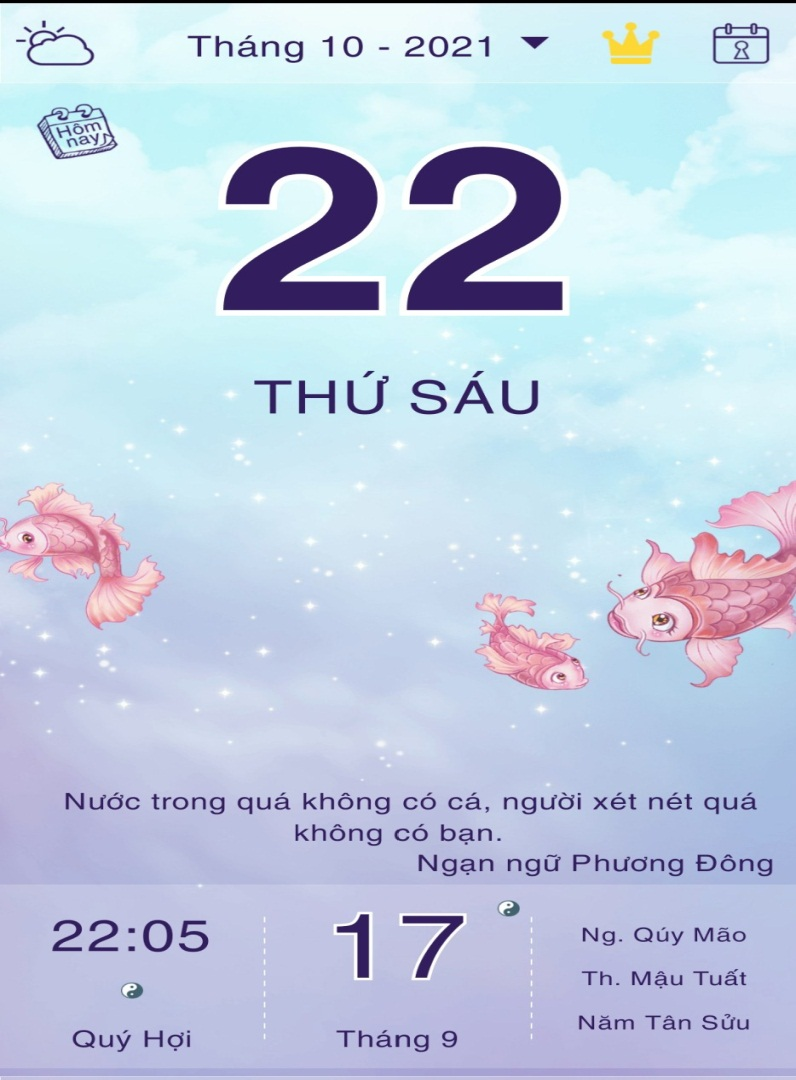 Tháng 10 - 2021
Hôm
nay
22
THỨ SÁU
Nước trong quá không có cá, người xét nét quá
không có bạn.
Ngạn ngữ Phương Đông
22:05
Quý Hợi
17
Tháng 9
Ng. Qúy Mão
Th. Mậu Tuất
Năm Tân Sửu